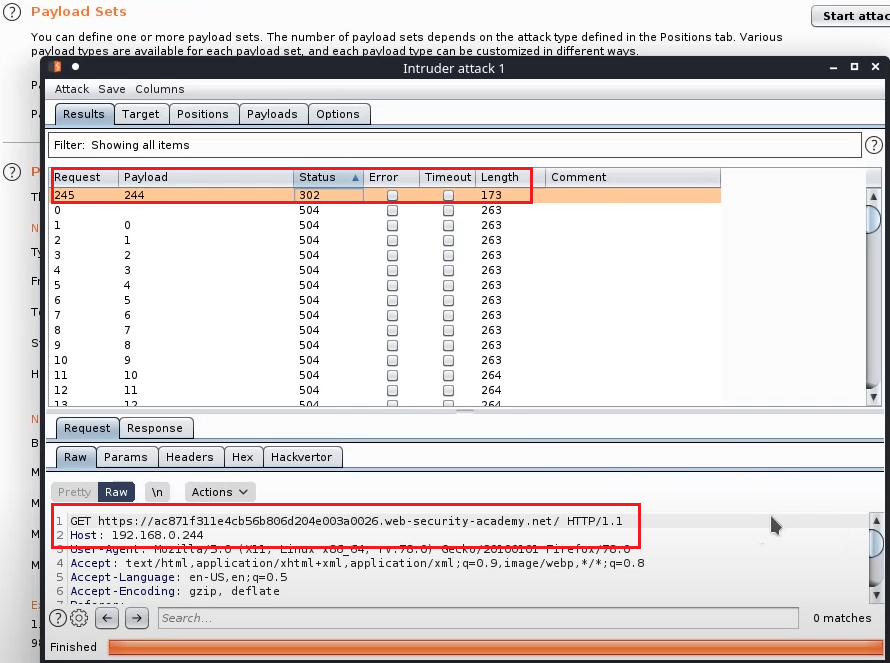 Payload Sets
You can define one or more payload sets. The number of payload sets depends on the attack type defined in the Positions tab. Various
payload types are available for each payload set, and each payload type can be customized in different ways.
Start attac
Intruder attack 1
Attack Save Columns
Results Target Positions Payloads Options
Filter: Showing all items
Request Payload Status Error Timeout Length Comment
245 244 302 173
0 504 263
1 0 504 263
2 1 504 263
3 2 504 263
4 3 504 263
5 4 504 263
6 5 504 263
7 6 504 263
8 7 504 263
9 8 504 263
10 9 504 263
11 10 504 264
12 11 504 264
13 12 504 264
Request Response
Raw Params Headers Hex Hackvertor
Pretty Raw \n Actions
1 GET https://ac871f311e4cb56b806d204e003a0026.web-security-academy.net/ HTTP/1.1
2 Host: 192.168.0.244
3 User-Agent: Mozilla/5.0 (X11; Linux x86_64; rv:78.0) Gecko/20100101 Firefox/78.0
4 Accept: text/html,application/xhtml+xml,application/xml;q=0.9,image/webp,*/*;q=0.8
5 Accept-Language: en-US,en;q=0.5
6 Accept-Encoding: gzip, deflate
7 Referer:
Search...
0 matches
Finished